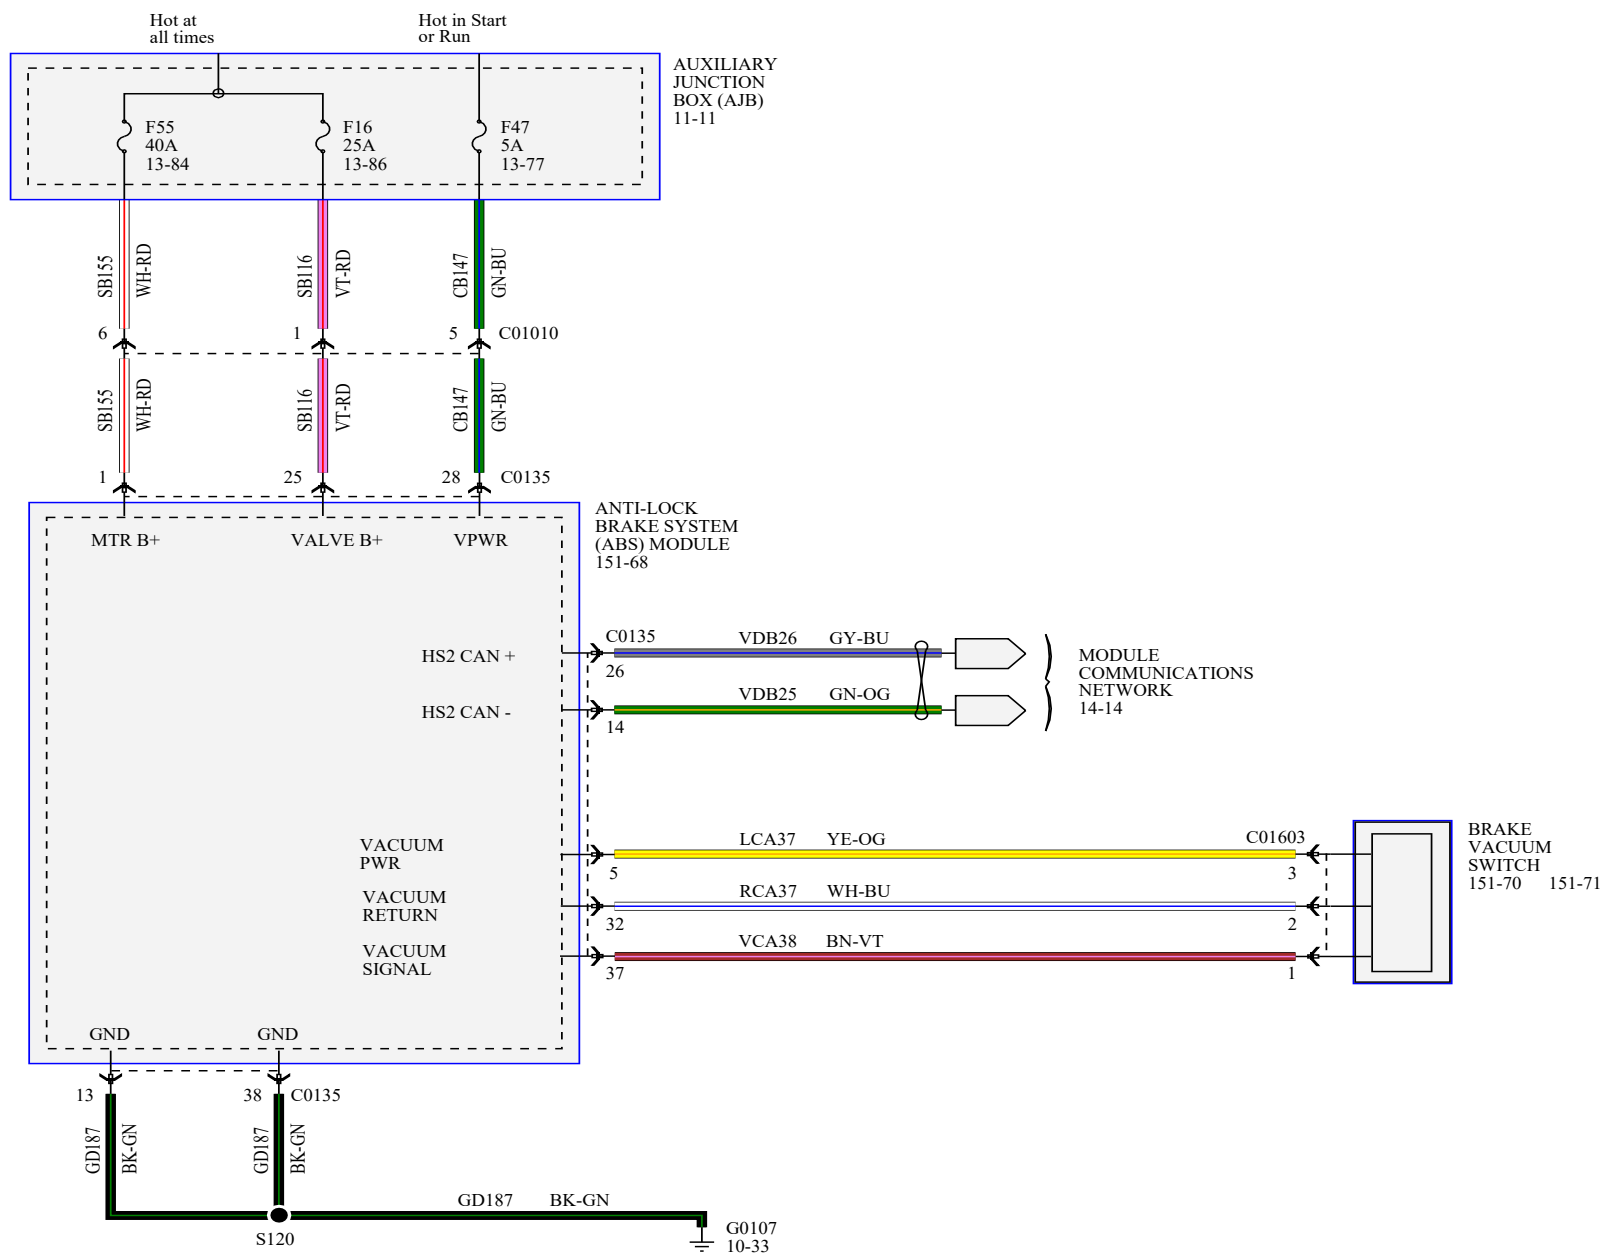 Hot at
all times
Hot in Start
or Run
AUXILIARY
JUNCTION
BOX (AJB)
11-11
F55
40A
13-84
F16
25A
13-86
F47
5A
13-77
SB155
WH-RD
SB116
VT-RD
CB147
GN-BU
6
1
5
C01010
SB155
WH-RD
SB116
VT-RD
CB147
GN-BU
1
25
28
C0135
ANTI-LOCK
BRAKE SYSTEM
(ABS) MODULE
151-68
MTR B+
VALVE B+
VPWR
HS2 CAN +
C0135
26
VDB26
GY-BU
HS2 CAN -
14
VDB25
GN-OG
MODULE
COMMUNICATIONS
NETWORK
14-14
VACUUM
PWR
5
LCA37
YE-OG
C01603
3
BRAKE
VACUUM
SWITCH
151-70 151-71
VACUUM
RETURN
32
RCA37
WH-BU
2
VACUUM
SIGNAL
37
VCA38
BN-VT
1
GND
GND
13
38
C0135
GD187
BK-GN
GD187
BK-GN
GD187
BK-GN
S120
G0107
10-33